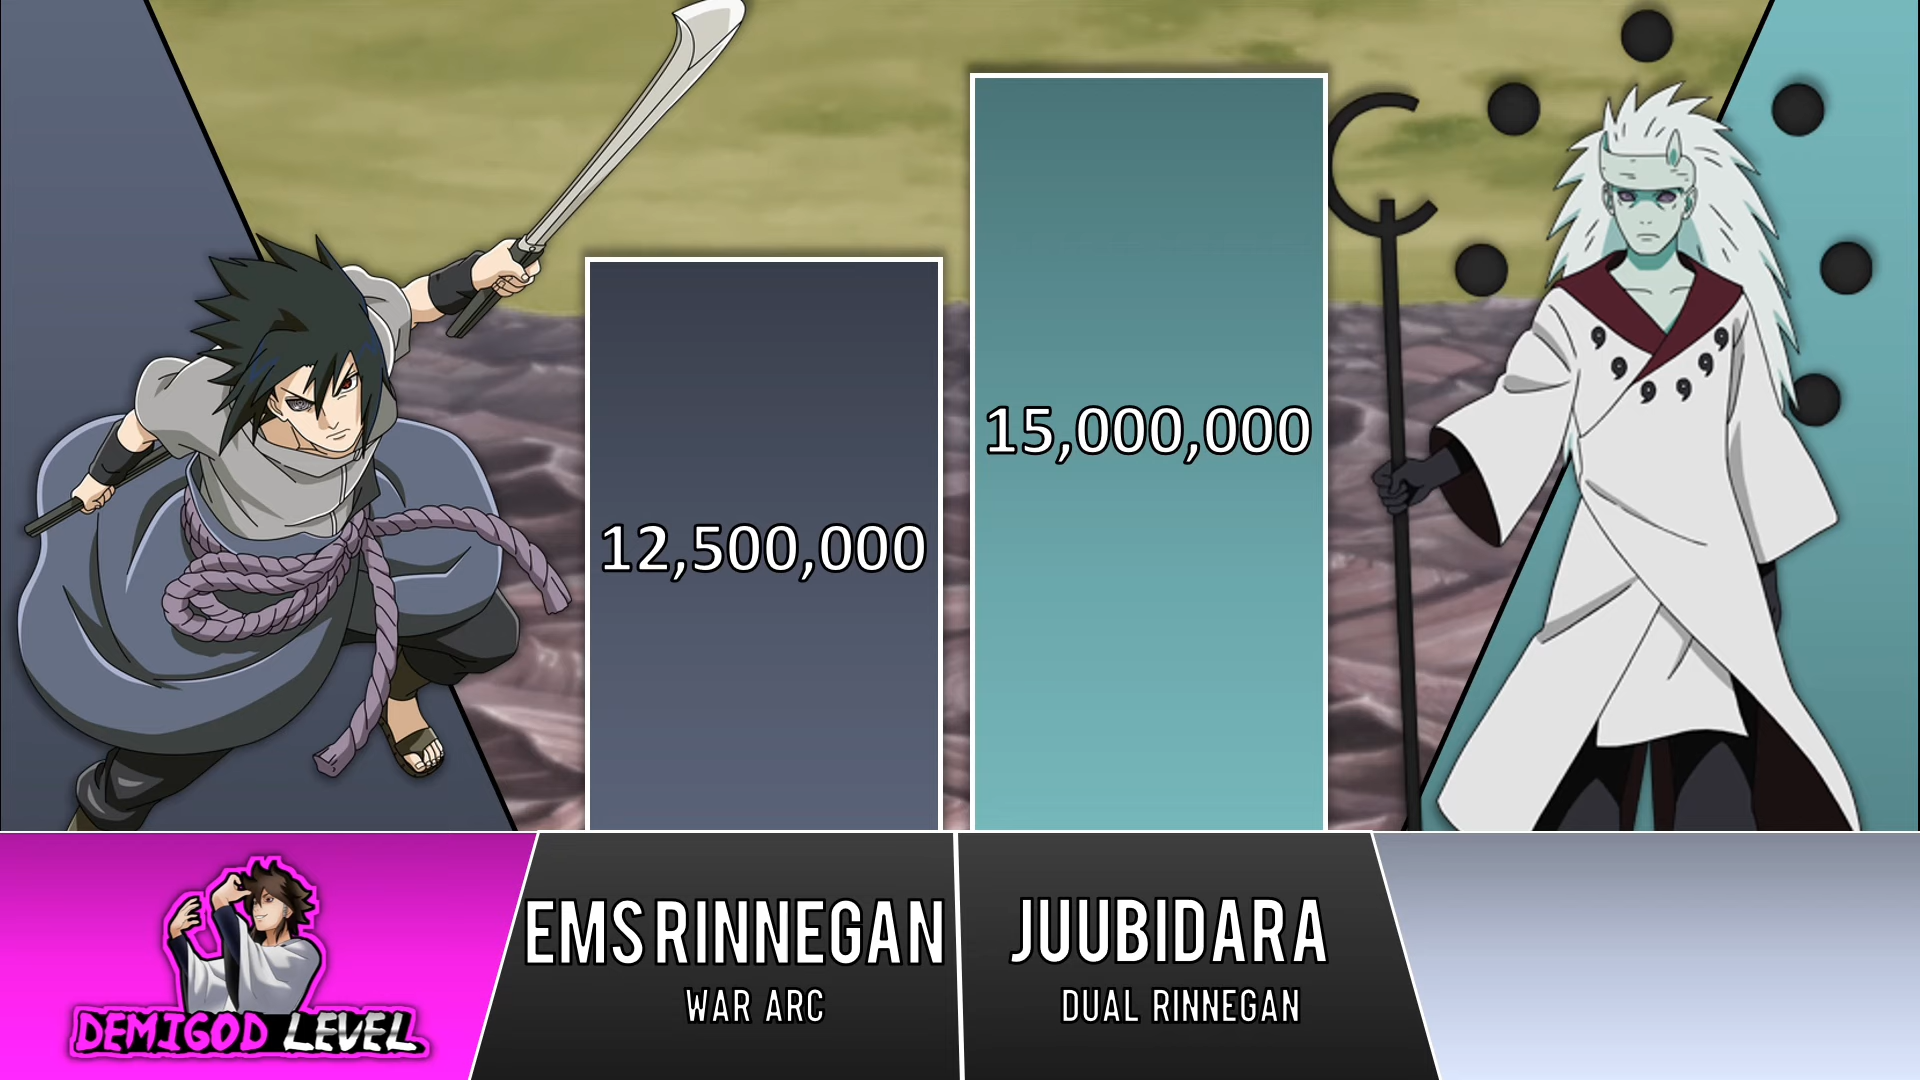 12,500,000
15,000,000
EMS RINNEGAN
WAR ARC
JUUBIDARA
DUAL RINNEGAN
DEMIGOD LEVEL